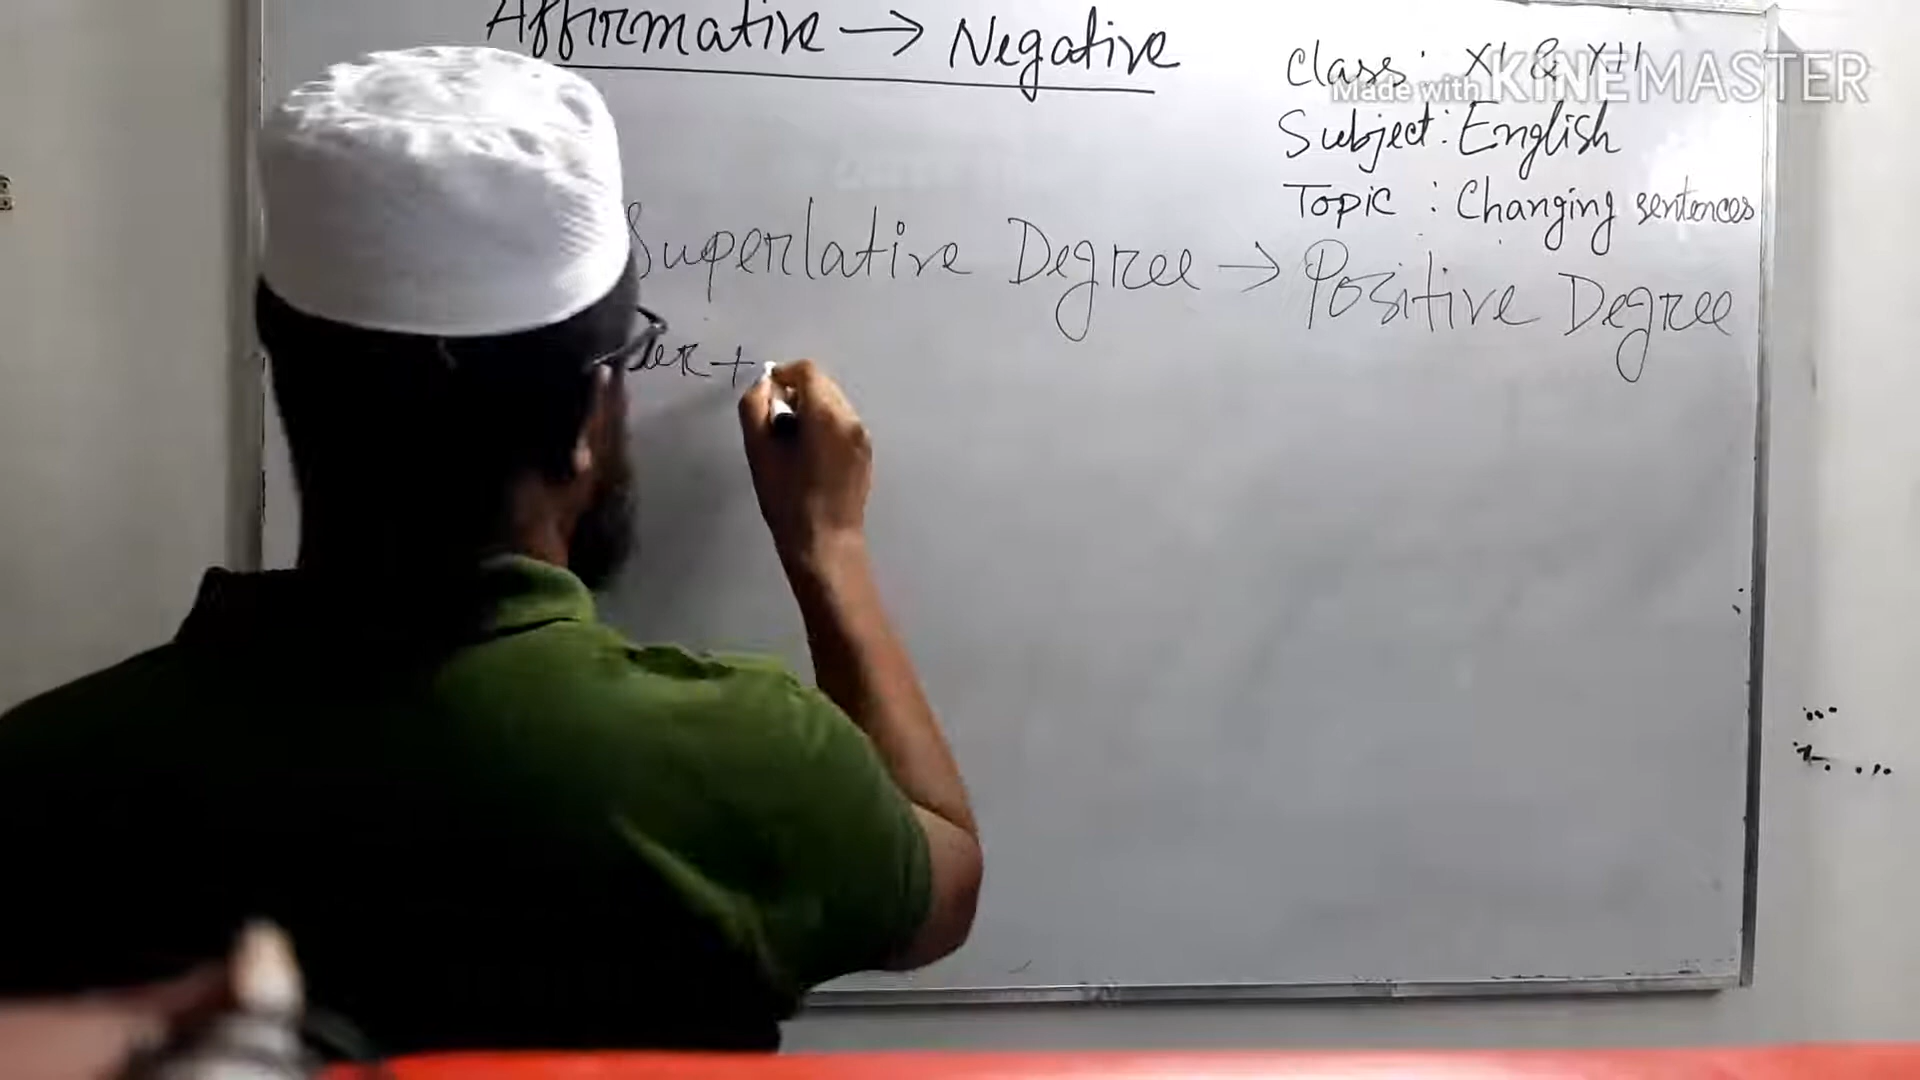 Affirmative → Negative
Class: XI & XII
Made with KINEMASTER
Subject: English
Topic : Changing sentences
Superlative Degree → Positive Degree
+